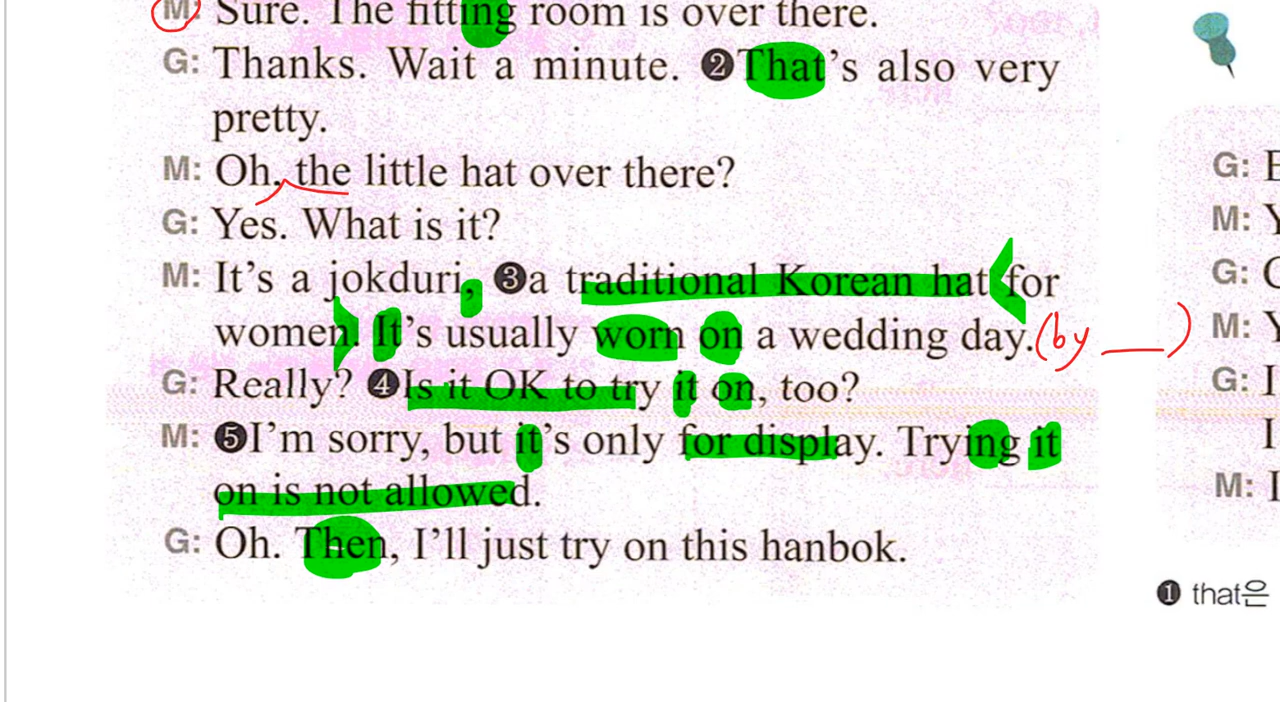 M: Sure. The fitting room is over there.
G: Thanks. Wait a minute. ❷That's also very
pretty.
M: Oh, the little hat over there?
G: Yes. What is it?
M: It's a jokduri, ❸a traditional Korean hat for
women. It's usually worn on a wedding day. (by ___)
G: Really? ❹Is it OK to try it on, too?
M: ❺I'm sorry, but it's only for display. Trying it
on is not allowed.
G: Oh. Then, I'll just try on this hanbok.
G: E
M: Y
G: C
M: Y
G: I
I
M: I
❶ that은